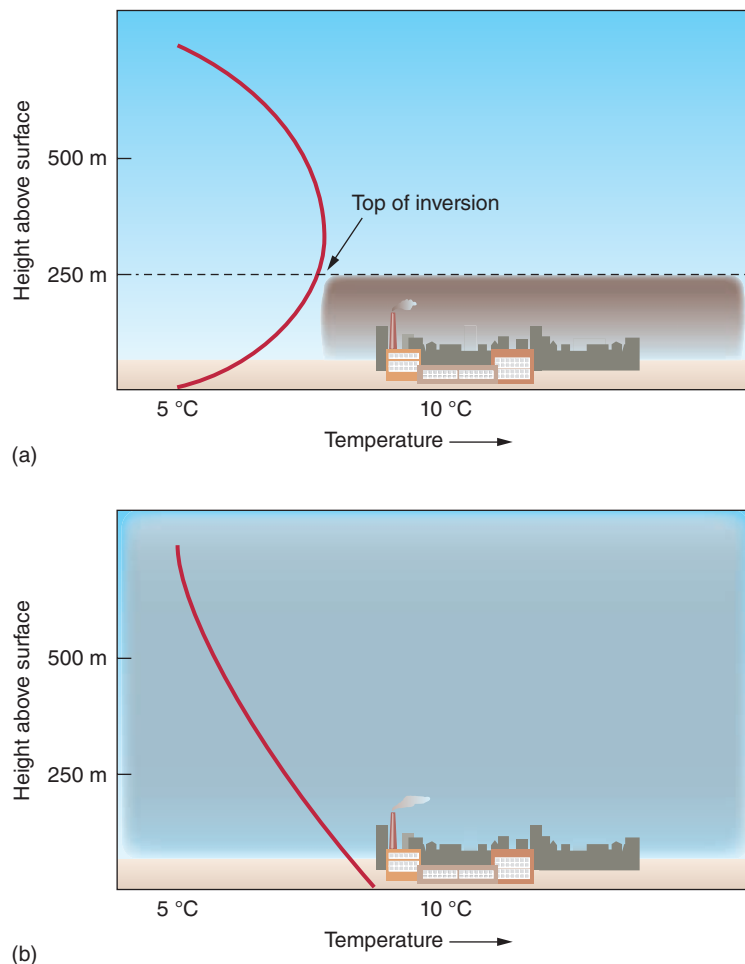 Height above surface
500 m
Top of inversion
250 m
5 °C
10 °C
Temperature
(a)
Height above surface
500 m
250 m
5 °C
10 °C
Temperature
(b)